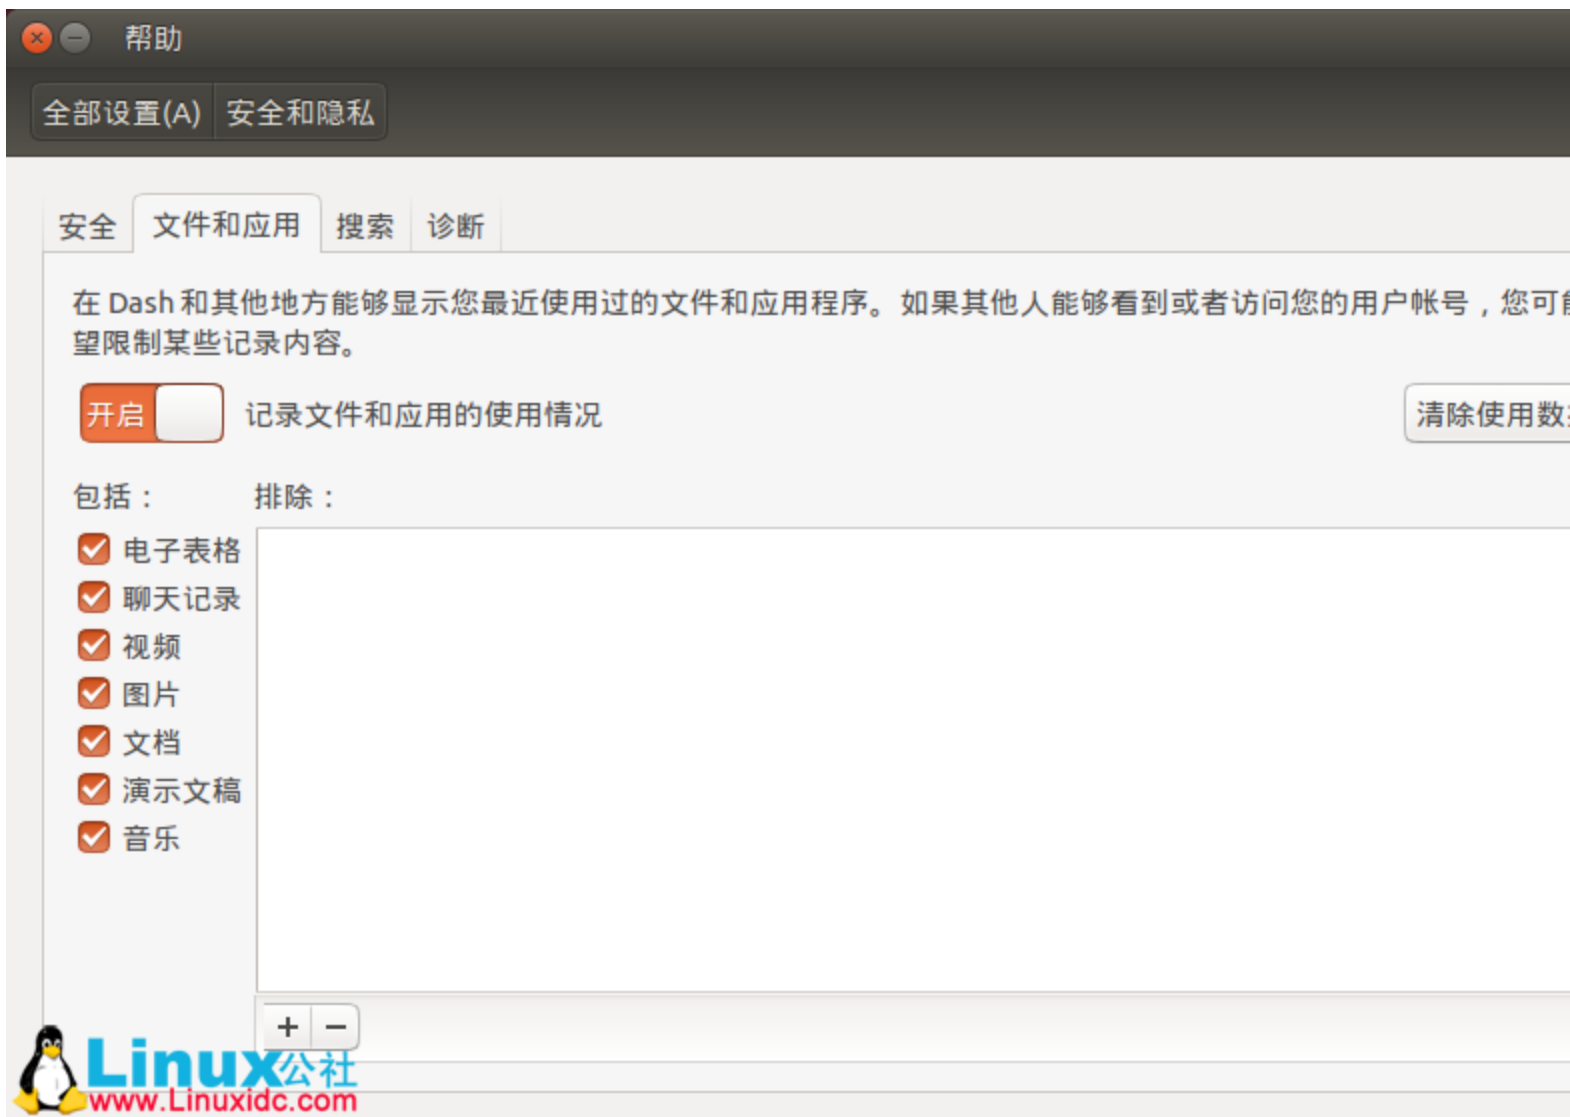 帮助
全部设置(A) 安全和隐私
安全 文件和应用 搜索 诊断
在 Dash 和其他地方能够显示您最近使用过的文件和应用程序。如果其他人能够看到或者访问您的用户帐号，您可
望限制某些记录内容。
开启 记录文件和应用的使用情况 清除使用数
包括： 排除：
电子表格
聊天记录
视频
图片
文档
演示文稿
音乐
Linux公社
www.Linuxidc.com